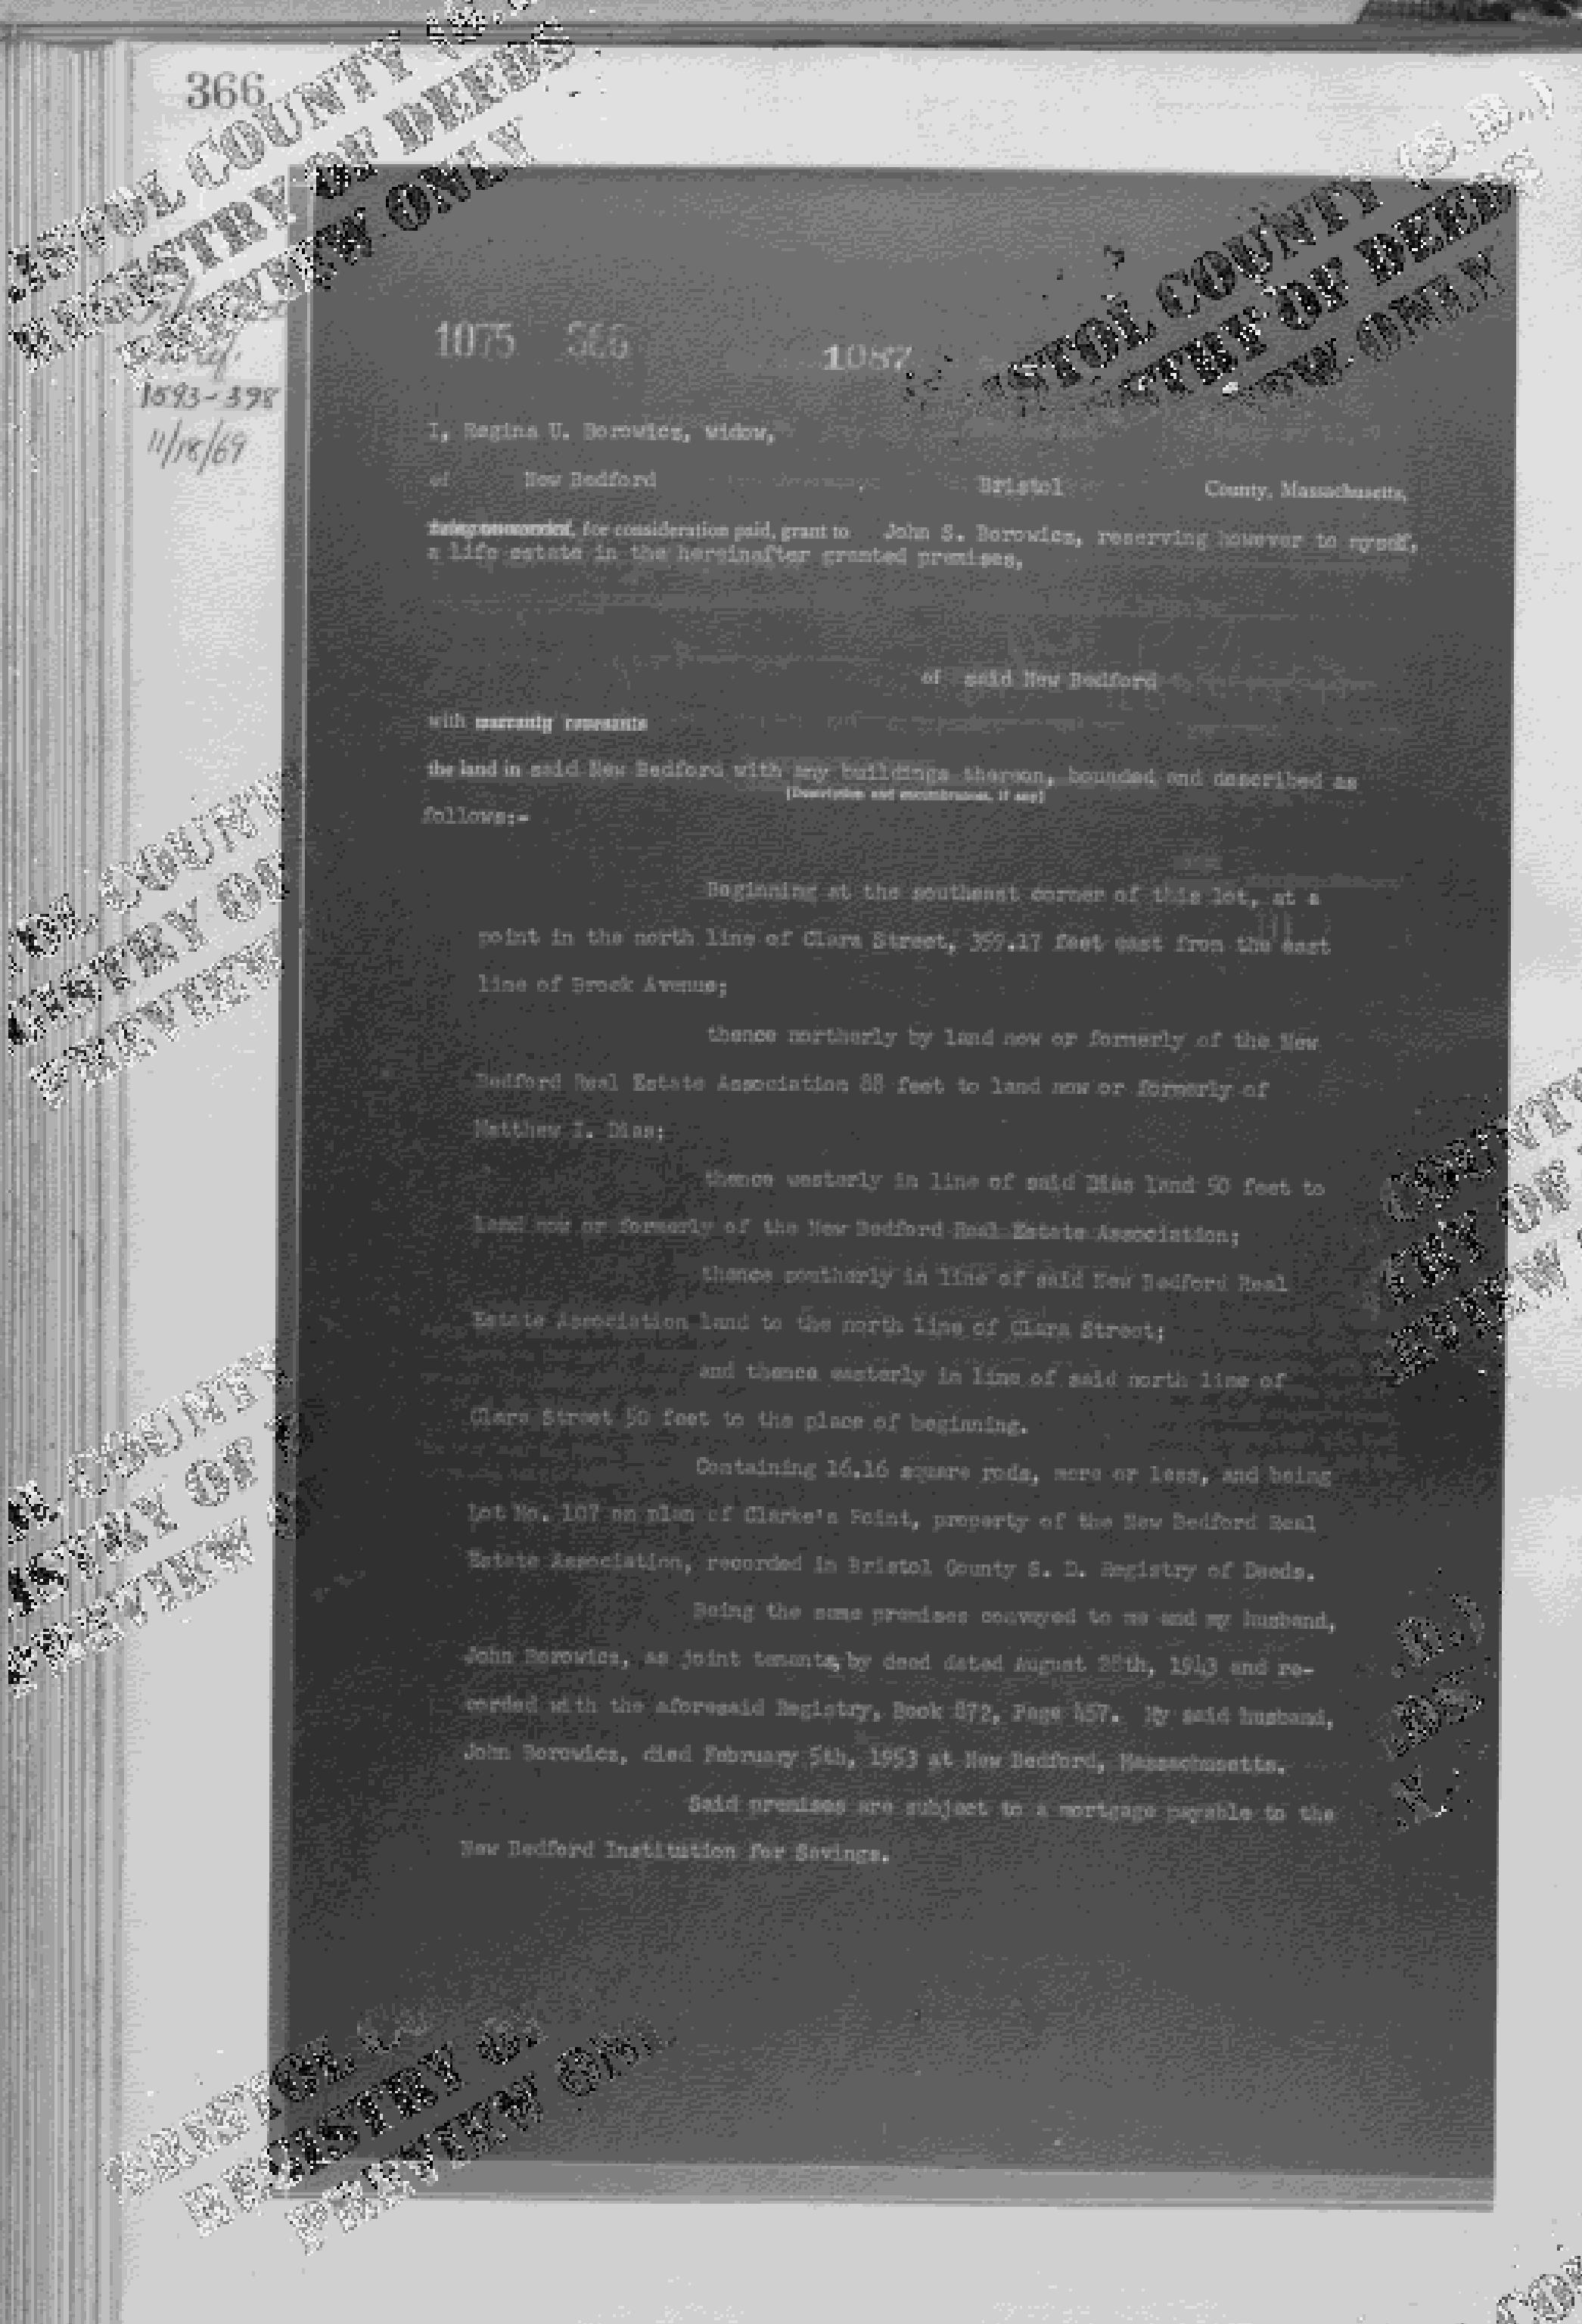 366
1593-398
11/18/69
1075 366
1087
I, Regina U. Borowicz, widow,
of New Bedford Bristol County, Massachusetts,
being unmarried, for consideration paid, grant to John S. Borowicz, reserving however to myself,
a life estate in the hereinafter granted premises,
of said New Bedford
with warranty covenants
the land in said New Bedford with any buildings thereon, bounded and described as
(Description and encumbrances, if any)
follows:-
Beginning at the southeast corner of this lot, at a
point in the north line of Clara Street, 359.17 feet east from the east
line of Brock Avenue;
thence northerly by land now or formerly of the New
Bedford Real Estate Association 88 feet to land now or formerly of
Matthew I. Dias;
thence westerly in line of said Dias land 50 feet to
land now or formerly of the New Bedford Real Estate Association;
thence southerly in line of said New Bedford Real
Estate Association land to the north line of Clara Street;
and thence easterly in line of said north line of
Clara Street 50 feet to the place of beginning.
Containing 16.16 square rods, more or less, and being
Lot No. 107 on plan of Clarke's Point, property of the New Bedford Real
Estate Association, recorded in Bristol County S. D. Registry of Deeds.
Being the same premises conveyed to me and my husband,
John Borowicz, as joint tenants, by deed dated August 28th, 1943 and re-
corded with the aforesaid Registry, Book 872, Page 457. My said husband,
John Borowicz, died February 5th, 1953 at New Bedford, Massachusetts.
Said premises are subject to a mortgage payable to the
New Bedford Institution for Savings.